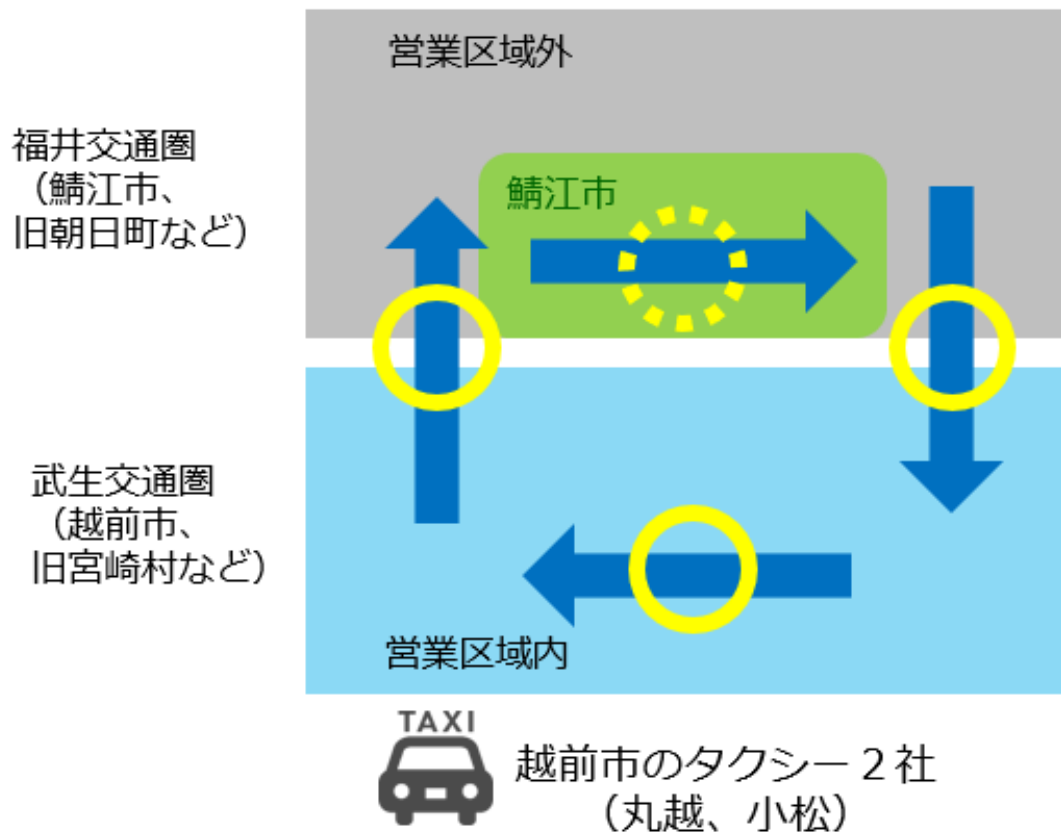 営業区域外
福井交通圏
（鯖江市、
旧朝日町など）
鯖江市
武生交通圏
（越前市、
旧宮崎村など）
営業区域内
TAXI
越前市のタクシー２社
（丸越、小松）